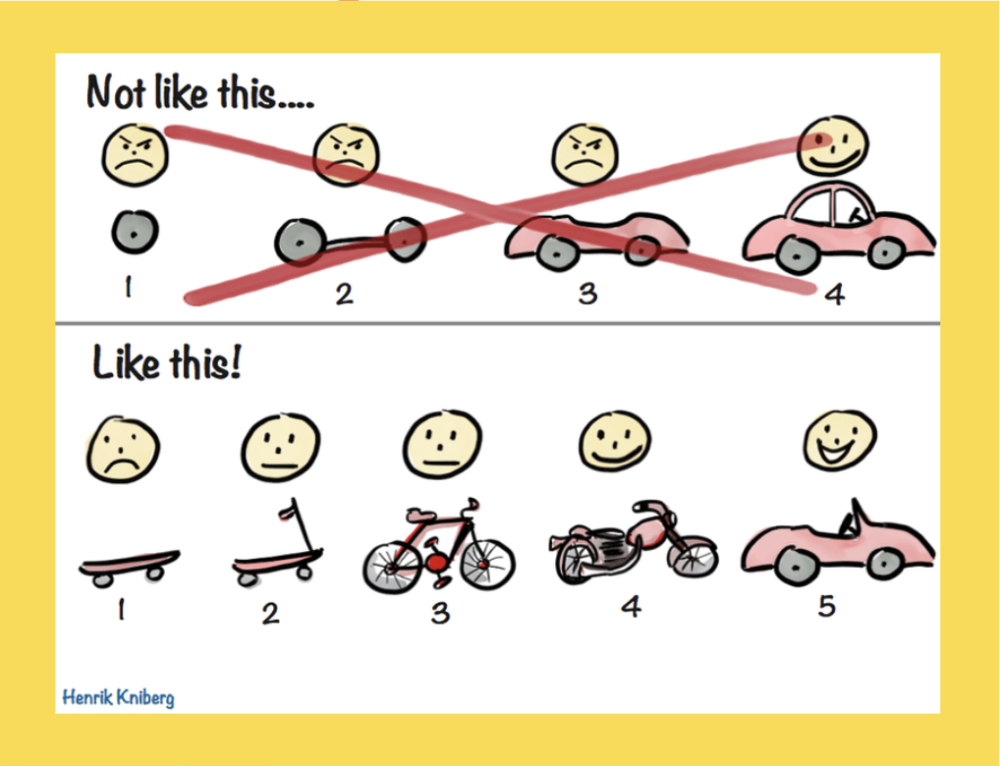 Not like this....
1 2 3 4
Like this!
1 2 3 4 5
Henrik Kniberg